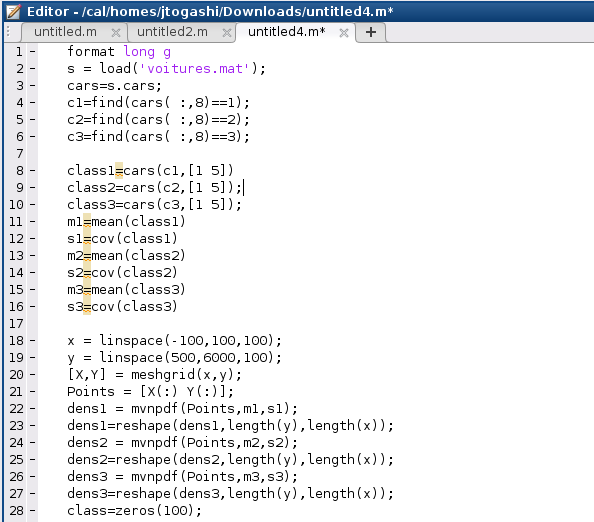 Editor - /cal/homes/jtogashi/Downloads/untitled4.m*
untitled.m × untitled2.m × untitled4.m* × +
1 - format long g
2 - s = load('voitures.mat');
3 - cars=s.cars;
4 - c1=find(cars( :,8)==1);
5 - c2=find(cars( :,8)==2);
6 - c3=find(cars( :,8)==3);
7
8 - class1=cars(c1,[1 5])
9 - class2=cars(c2,[1 5]);
10 - class3=cars(c3,[1 5]);
11 - m1=mean(class1)
12 - s1=cov(class1)
13 - m2=mean(class2)
14 - s2=cov(class2)
15 - m3=mean(class3)
16 - s3=cov(class3)
17
18 - x = linspace(-100,100,100);
19 - y = linspace(500,6000,100);
20 - [X,Y] = meshgrid(x,y);
21 - Points = [X(:) Y(:)];
22 - dens1 = mvnpdf(Points,m1,s1);
23 - dens1=reshape(dens1,length(y),length(x));
24 - dens2 = mvnpdf(Points,m2,s2);
25 - dens2=reshape(dens2,length(y),length(x));
26 - dens3 = mvnpdf(Points,m3,s3);
27 - dens3=reshape(dens3,length(y),length(x));
28 - class=zeros(100);